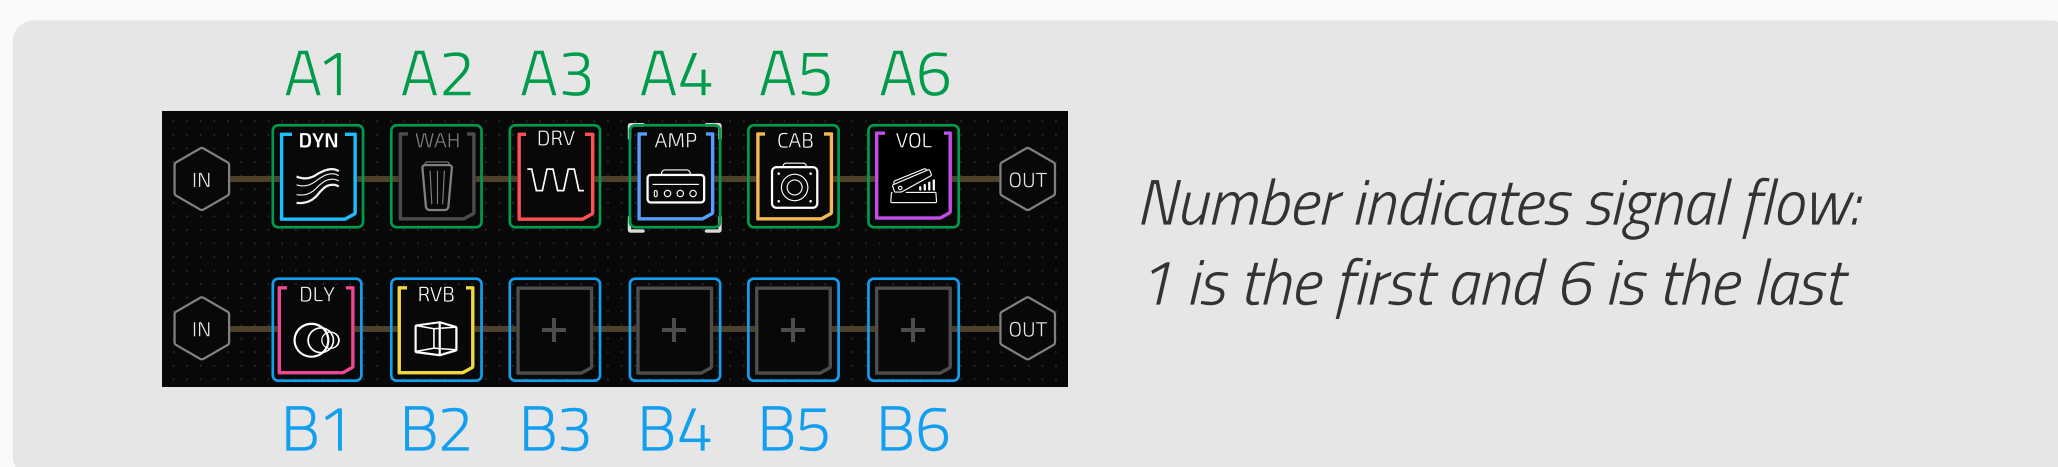 A1 A2 A3 A4 A5 A6
DYN WAH DRV AMP CAB VOL
IN OUT
DLY RVB + + + +
IN OUT
B1 B2 B3 B4 B5 B6
Number indicates signal flow:
1 is the first and 6 is the last